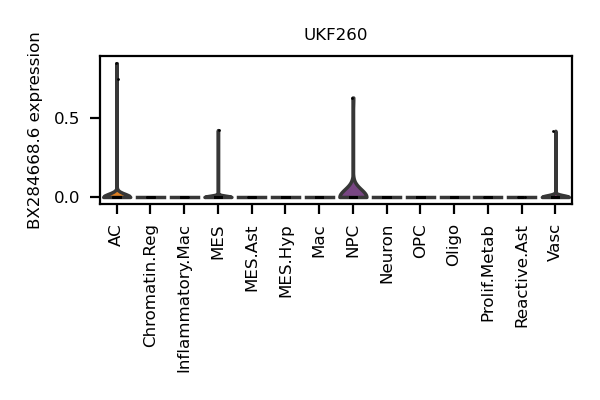 UKF260
BX284668.6 expression
0.5
0.0
AC
Chromatin.Reg
Inflammatory.Mac
MES
MES.Ast
MES.Hyp
Mac
NPC
Neuron
OPC
Oligo
Prolif.Metab
Reactive.Ast
Vasc